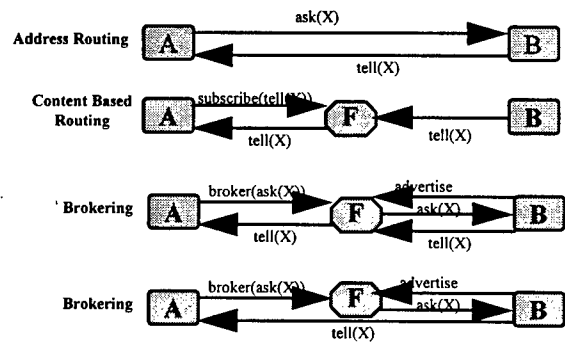 ask(X)
Address Routing A B
tell(X)
Content Based subscribe(tell(X))
Routing A F B
tell(X) tell(X)
broker(ask(X)) advertise
Brokering A F ask(X) B
tell(X) tell(X)
broker(ask(X)) advertise
Brokering A F ask(X) B
tell(X)